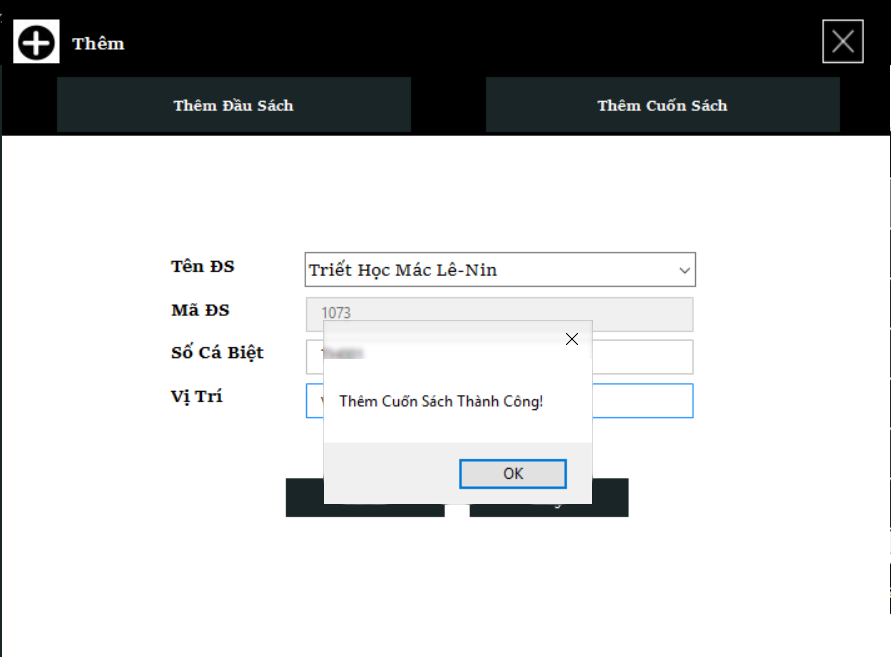 Thêm
Thêm Đầu Sách
Thêm Cuốn Sách
Tên ĐS
Triết Học Mác Lê-Nin
Mã ĐS
1073
Số Cá Biệt
Vị Trí
Thêm Cuốn Sách Thành Công!
OK